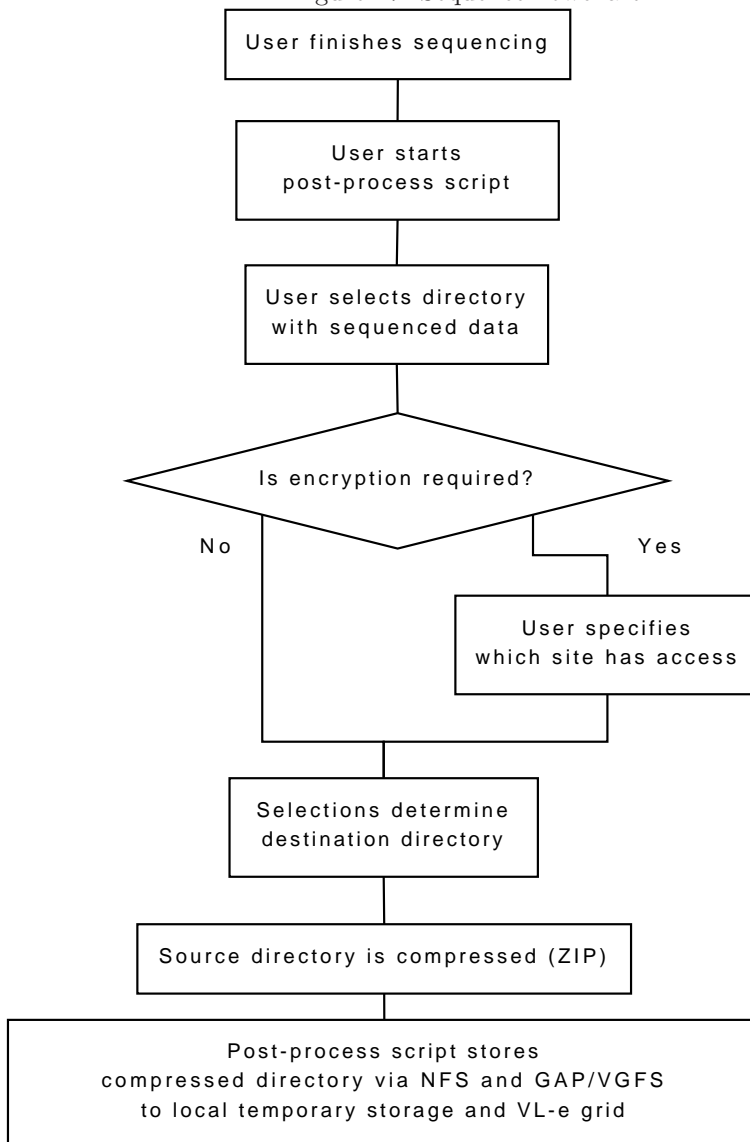 User finishes sequencing
User starts
post-process script
User selects directory
with sequenced data
Is encryption required?
No
Yes
User specifies
which site has access
Selections determine
destination directory
Source directory is compressed (ZIP)
Post-process script stores
compressed directory via NFS and GAP/VGFS
to local temporary storage and VL-e grid